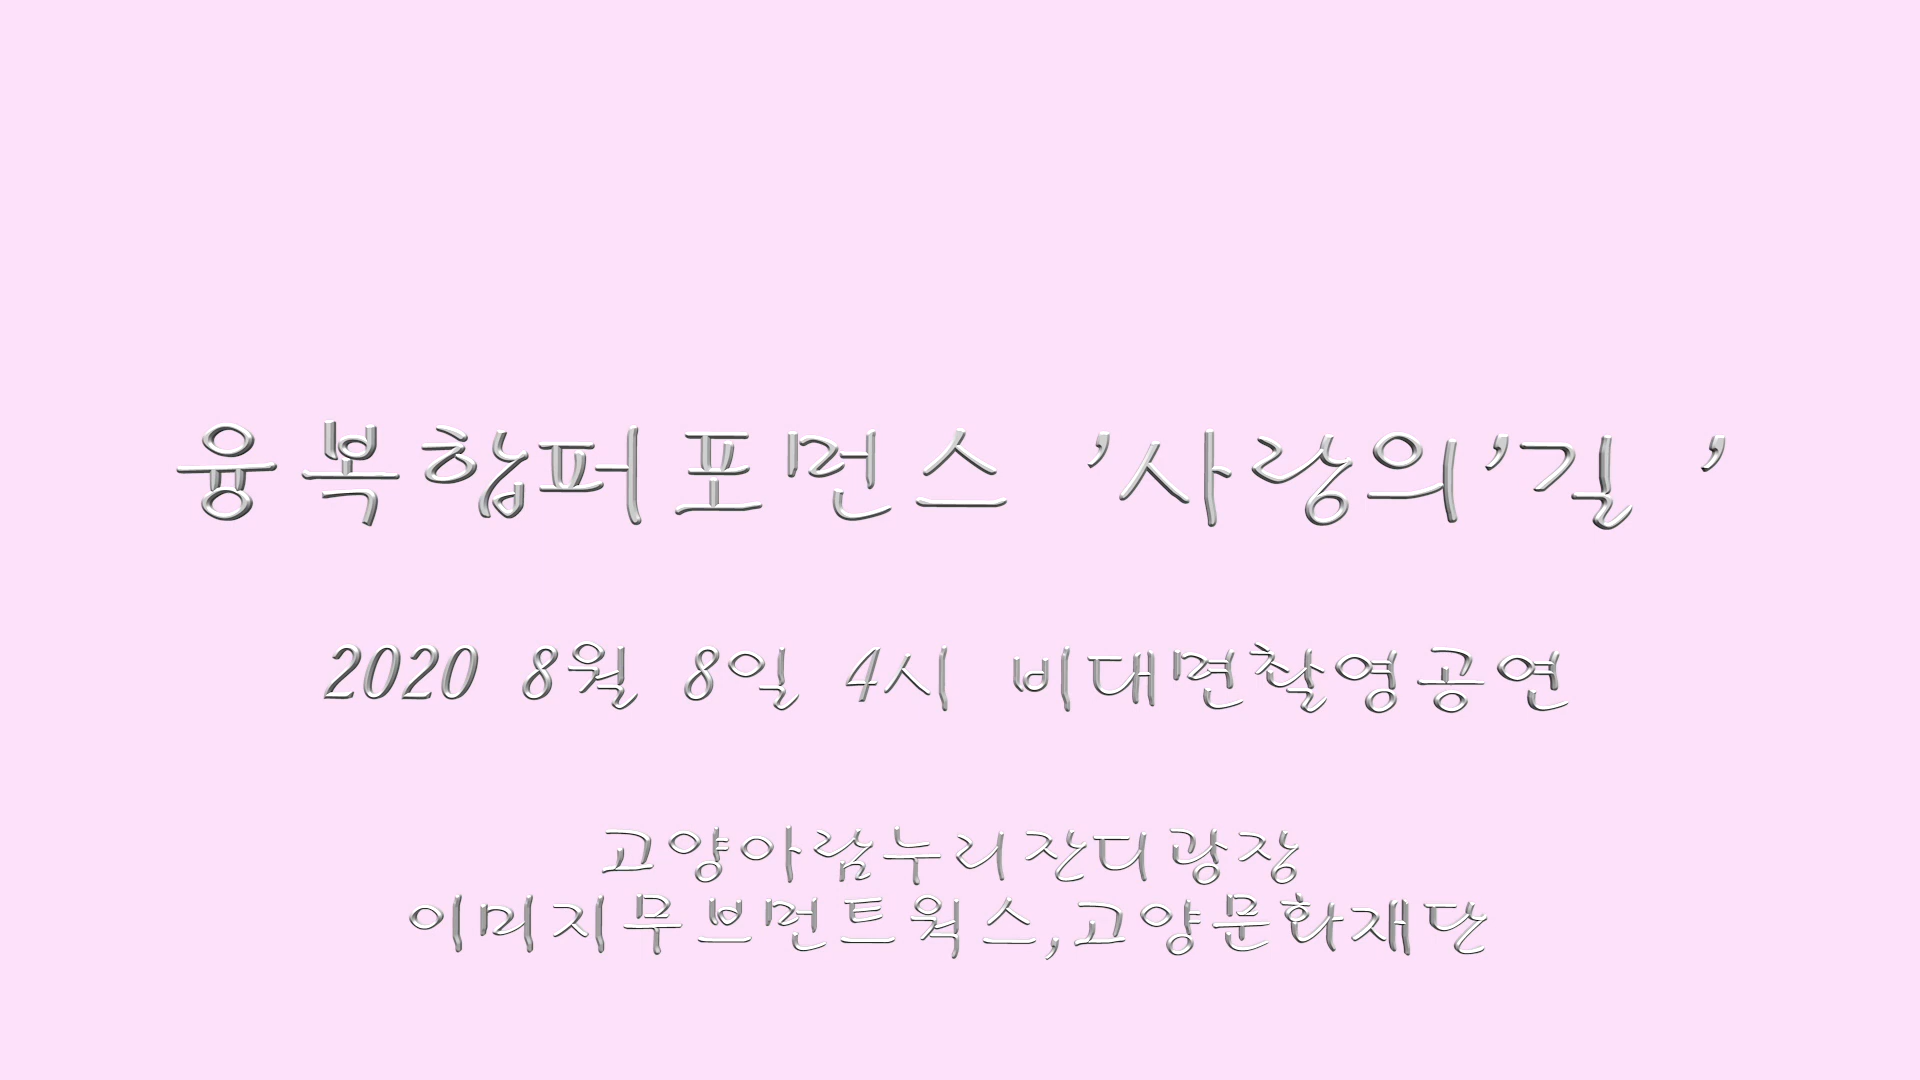 융복합퍼포먼스 '사랑의'길 '
2020 8월 8일 4시 비대면촬영공연
고양아람누리잔디광장
이미지무브먼트웍스,고양문화재단